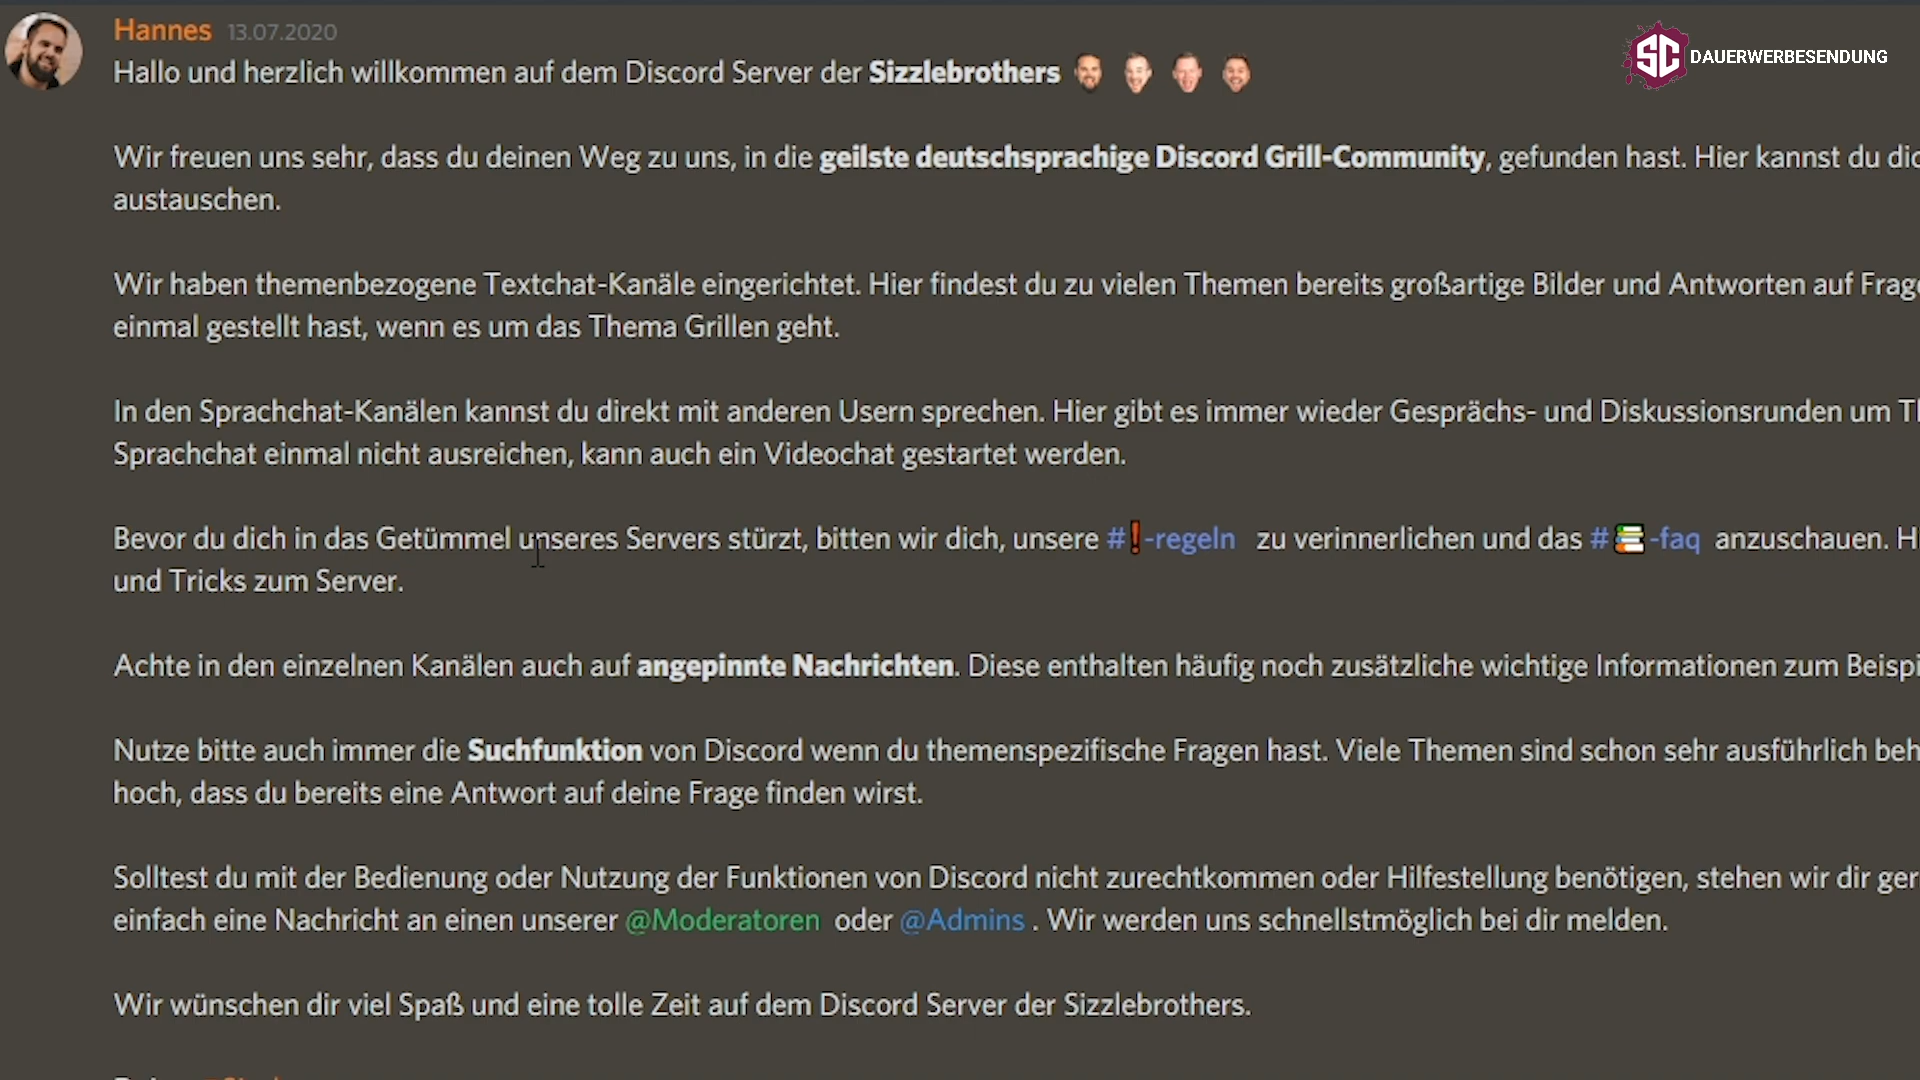 Hannes 13.07.2020
SC DAUERWERBESENDUNG
Hallo und herzlich willkommen auf dem Discord Server der Sizzlebrothers
Wir freuen uns sehr, dass du deinen Weg zu uns, in die geilste deutschsprachige Discord Grill-Community, gefunden hast. Hier kannst du
austauschen.
Wir haben themenbezogene Textchat-Kanäle eingerichtet. Hier findest du zu vielen Themen bereits großartige Bilder und Antworten auf
einmal gestellt hast, wenn es um das Thema Grillen geht.
In den Sprachchat-Kanälen kannst du direkt mit anderen Usern sprechen. Hier gibt es immer wieder Gesprächs- und Diskussionsrunden um
Sprachchat einmal nicht ausreichen, kann auch ein Videochat gestartet werden.
Bevor du dich in das Getümmel unseres Servers stürzt, bitten wir dich, unsere #❗-regeln zu verinnerlichen und das #📚-faq anzuschauen.
und Tricks zum Server.
Achte in den einzelnen Kanälen auch auf angepinnte Nachrichten. Diese enthalten häufig noch zusätzliche wichtige Informationen zum
Nutze bitte auch immer die Suchfunktion von Discord wenn du themenspezifische Fragen hast. Viele Themen sind schon sehr ausführlich
hoch, dass du bereits eine Antwort auf deine Frage finden wirst.
Solltest du mit der Bedienung oder Nutzung der Funktionen von Discord nicht zurechtkommen oder Hilfestellung benötigen, stehen wir dir
einfach eine Nachricht an einen unserer @Moderatoren oder @Admins . Wir werden uns schnellstmöglich bei dir melden.
Wir wünschen dir viel Spaß und eine tolle Zeit auf dem Discord Server der Sizzlebrothers.